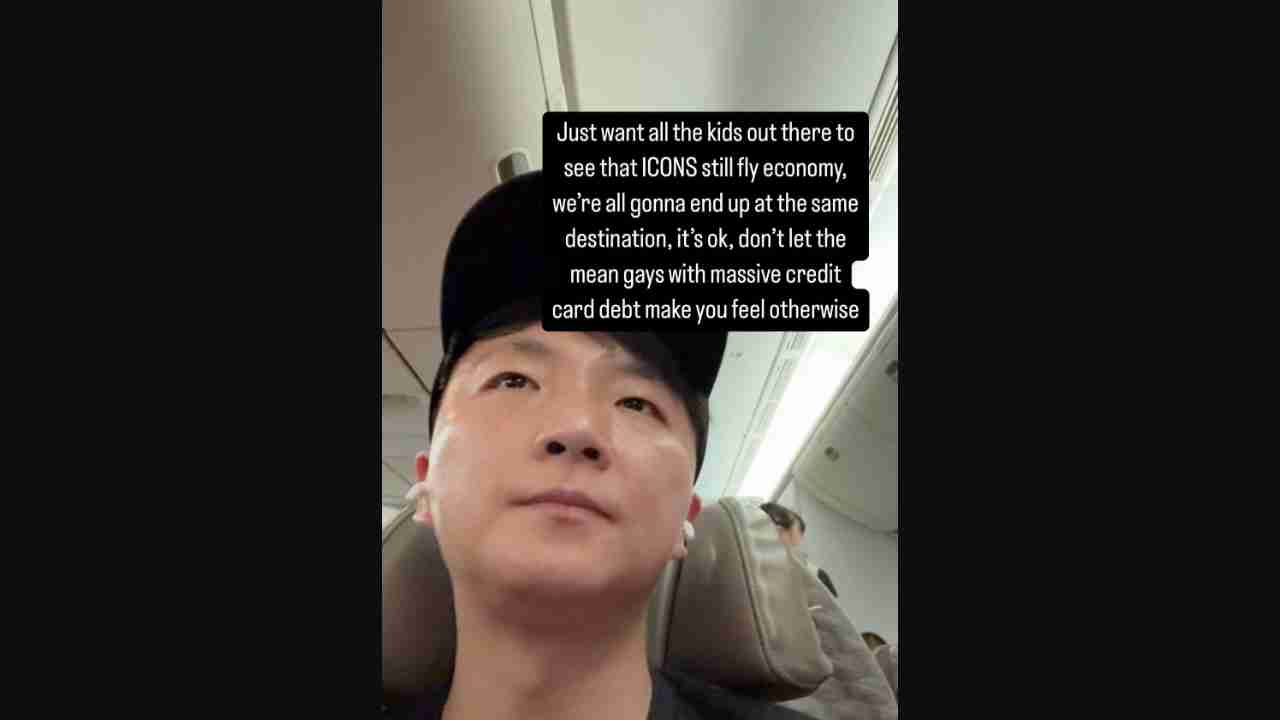 Just want all the kids out there to
see that ICONS still fly economy,
we're all gonna end up at the same
destination, it's ok, don't let the
mean gays with massive credit
card debt make you feel otherwise